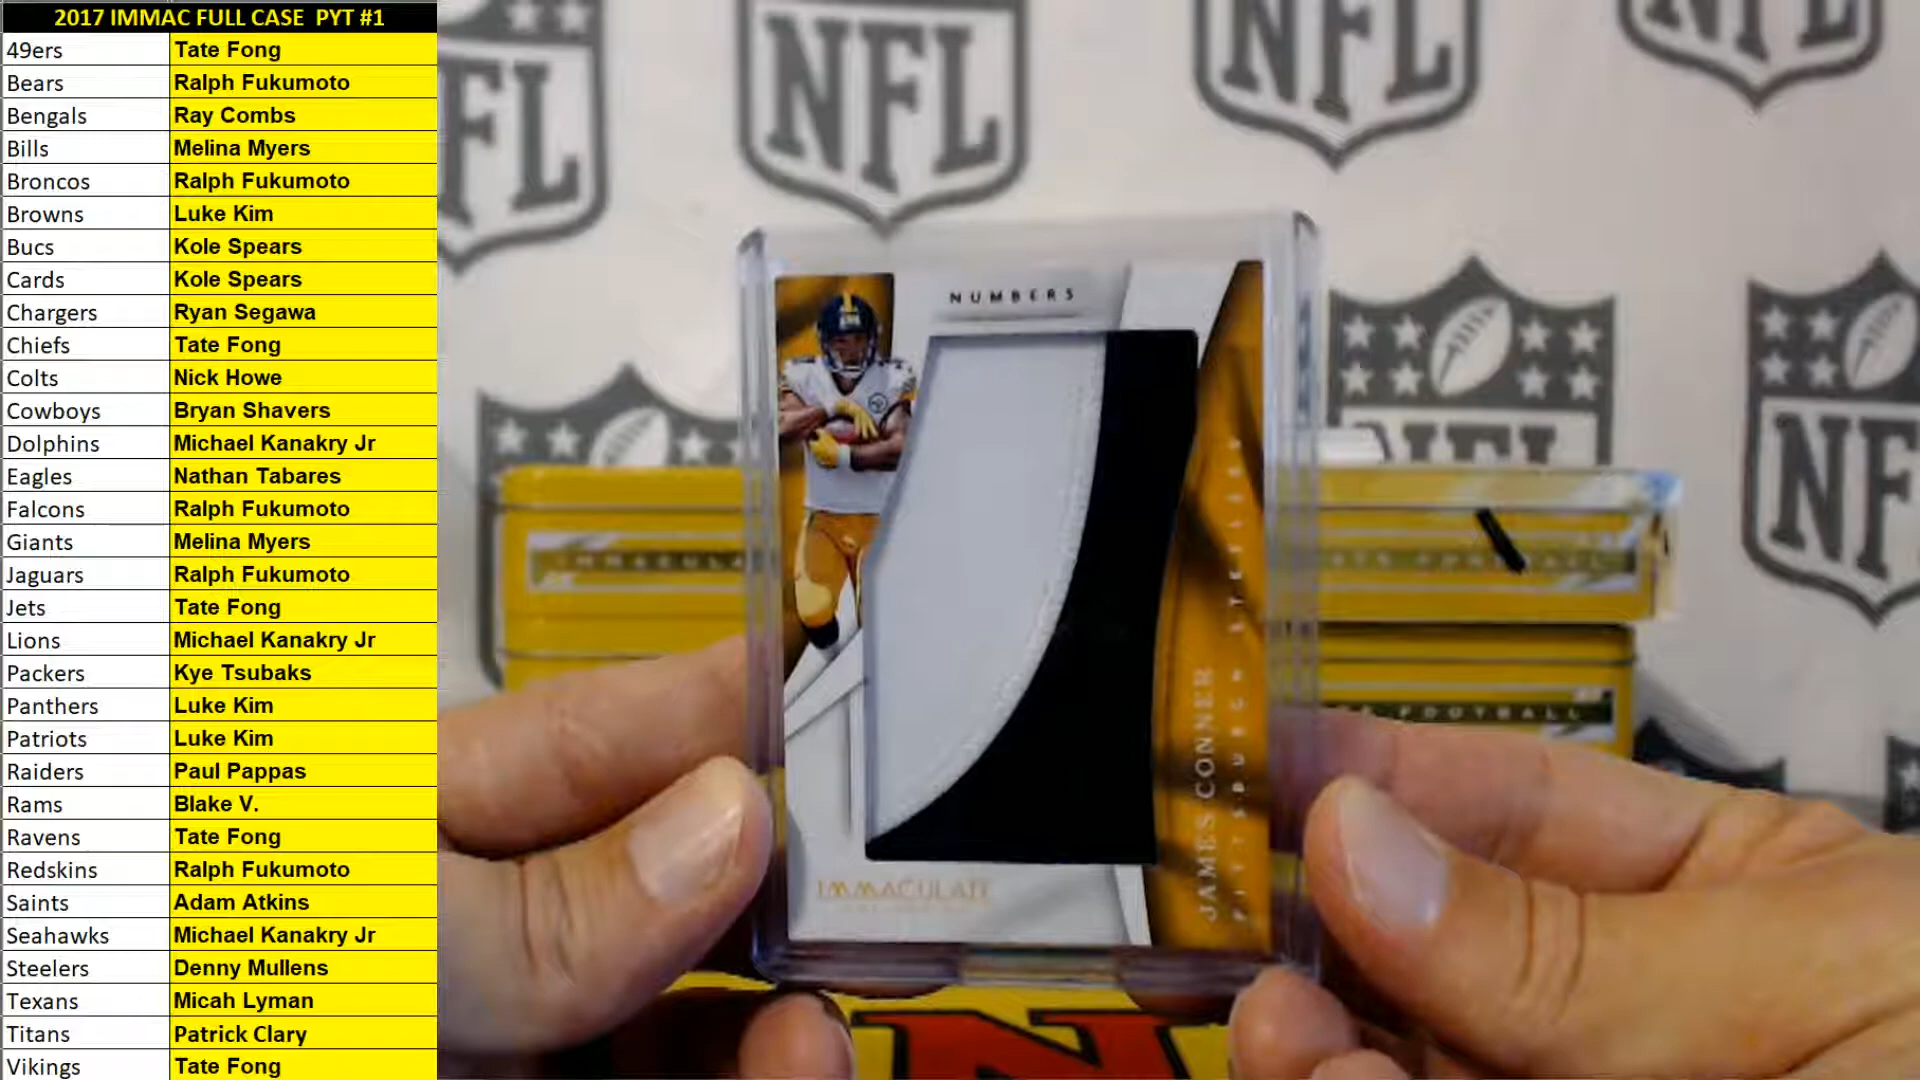 2017 IMMAC FULL CASE PYT #1
49ers Tate Fong
Bears Ralph Fukumoto
Bengals Ray Combs
Bills Melina Myers
Broncos Ralph Fukumoto
Browns Luke Kim
Bucs Kole Spears
Cards Kole Spears
Chargers Ryan Segawa
Chiefs Tate Fong
Colts Nick Howe
Cowboys Bryan Shavers
Dolphins Michael Kanakry Jr
Eagles Nathan Tabares
Falcons Ralph Fukumoto
Giants Melina Myers
Jaguars Ralph Fukumoto
Jets Tate Fong
Lions Michael Kanakry Jr
Packers Kye Tsubaks
Panthers Luke Kim
Patriots Luke Kim
Raiders Paul Pappas
Rams Blake V.
Ravens Tate Fong
Redskins Ralph Fukumoto
Saints Adam Atkins
Seahawks Michael Kanakry Jr
Steelers Denny Mullens
Texans Micah Lyman
Titans Patrick Clary
Vikings Tate Fong
NFL
NFL
NFL
NFL
NUMBERS
JAMES CONNER
PITTSBURGH STEELERS
IMMACULATE
FOOTBALL